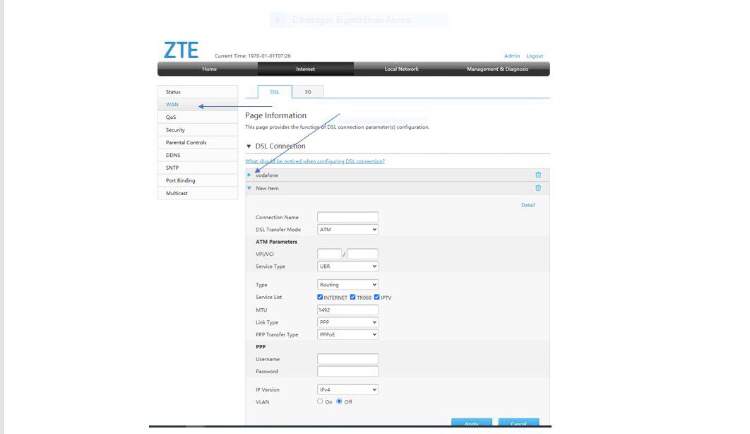 ZTE
Current Time: 1970-01-01T07:26
Admin Logout
Home Internet Local Network Management & Diagnosis
Status
WAN
QoS
Security
Parental Controls
DDNS
SNTP
Port Binding
Multicast
DSL 3G
Page Information
This page provides the function of DSL connection parameter(s) configuration.
DSL Connection
What should be noticed when configuring DSL connection?
vodafone
New Item
Detail
Connection Name
DSL Transfer Mode ATM
ATM Parameters
VPI/VCI /
Service Type UBR
Type Routing
Service List INTERNET TR069 IPTV
MTU 1492
Link Type PPP
PPP Transfer Type PPPoE
PPP
Username
Password
IP Version IPv4
VLAN On Off
Apply Cancel